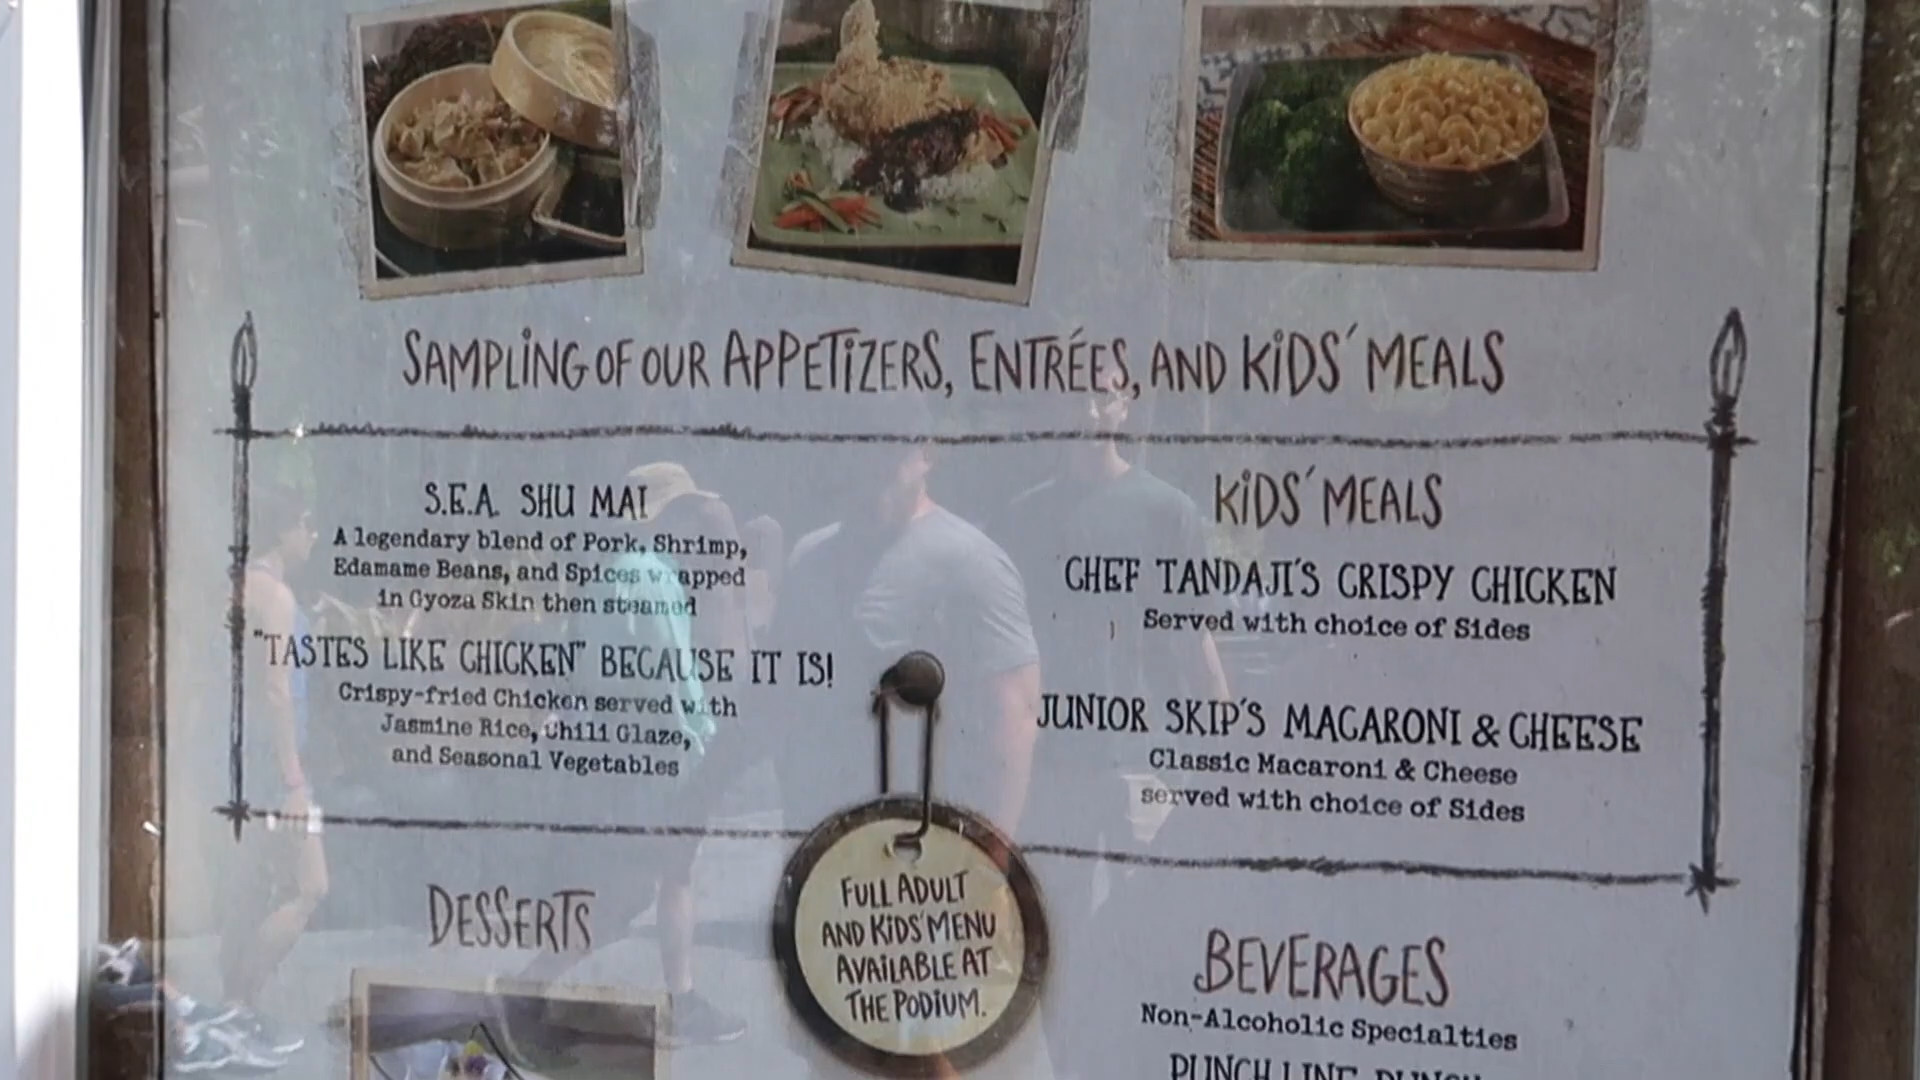 SAMPLING OF OUR APPETIZERS, ENTRÉES, AND KIDS' MEALS
S.E.A. SHU MAI
A legendary blend of Pork, Shrimp,
Edamame Beans, and Spices wrapped
in Gyoza Skin then steamed
"TASTES LIKE CHICKEN" BECAUSE IT IS!
Crispy-fried Chicken served with
Jasmine Rice, Chili Glaze,
and Seasonal Vegetables
KIDS' MEALS
CHEF TANDAJI'S CRISPY CHICKEN
Served with choice of Sides
JUNIOR SKIP'S MACARONI & CHEESE
Classic Macaroni & Cheese
served with choice of Sides
FULL ADULT
AND KIDS' MENU
AVAILABLE AT
THE PODIUM.
DESSERTS
BEVERAGES
Non-Alcoholic Specialties
PUNCH LINE PUNCH